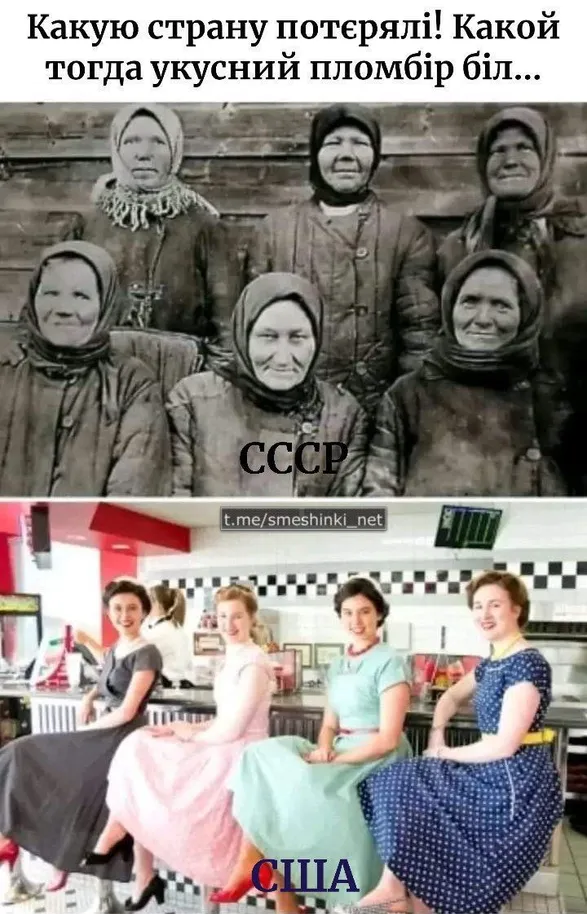 Какую страну потєрялі! Какой
тогда укусний пломбір біл...
СССР
t.me/smeshinki_net
США